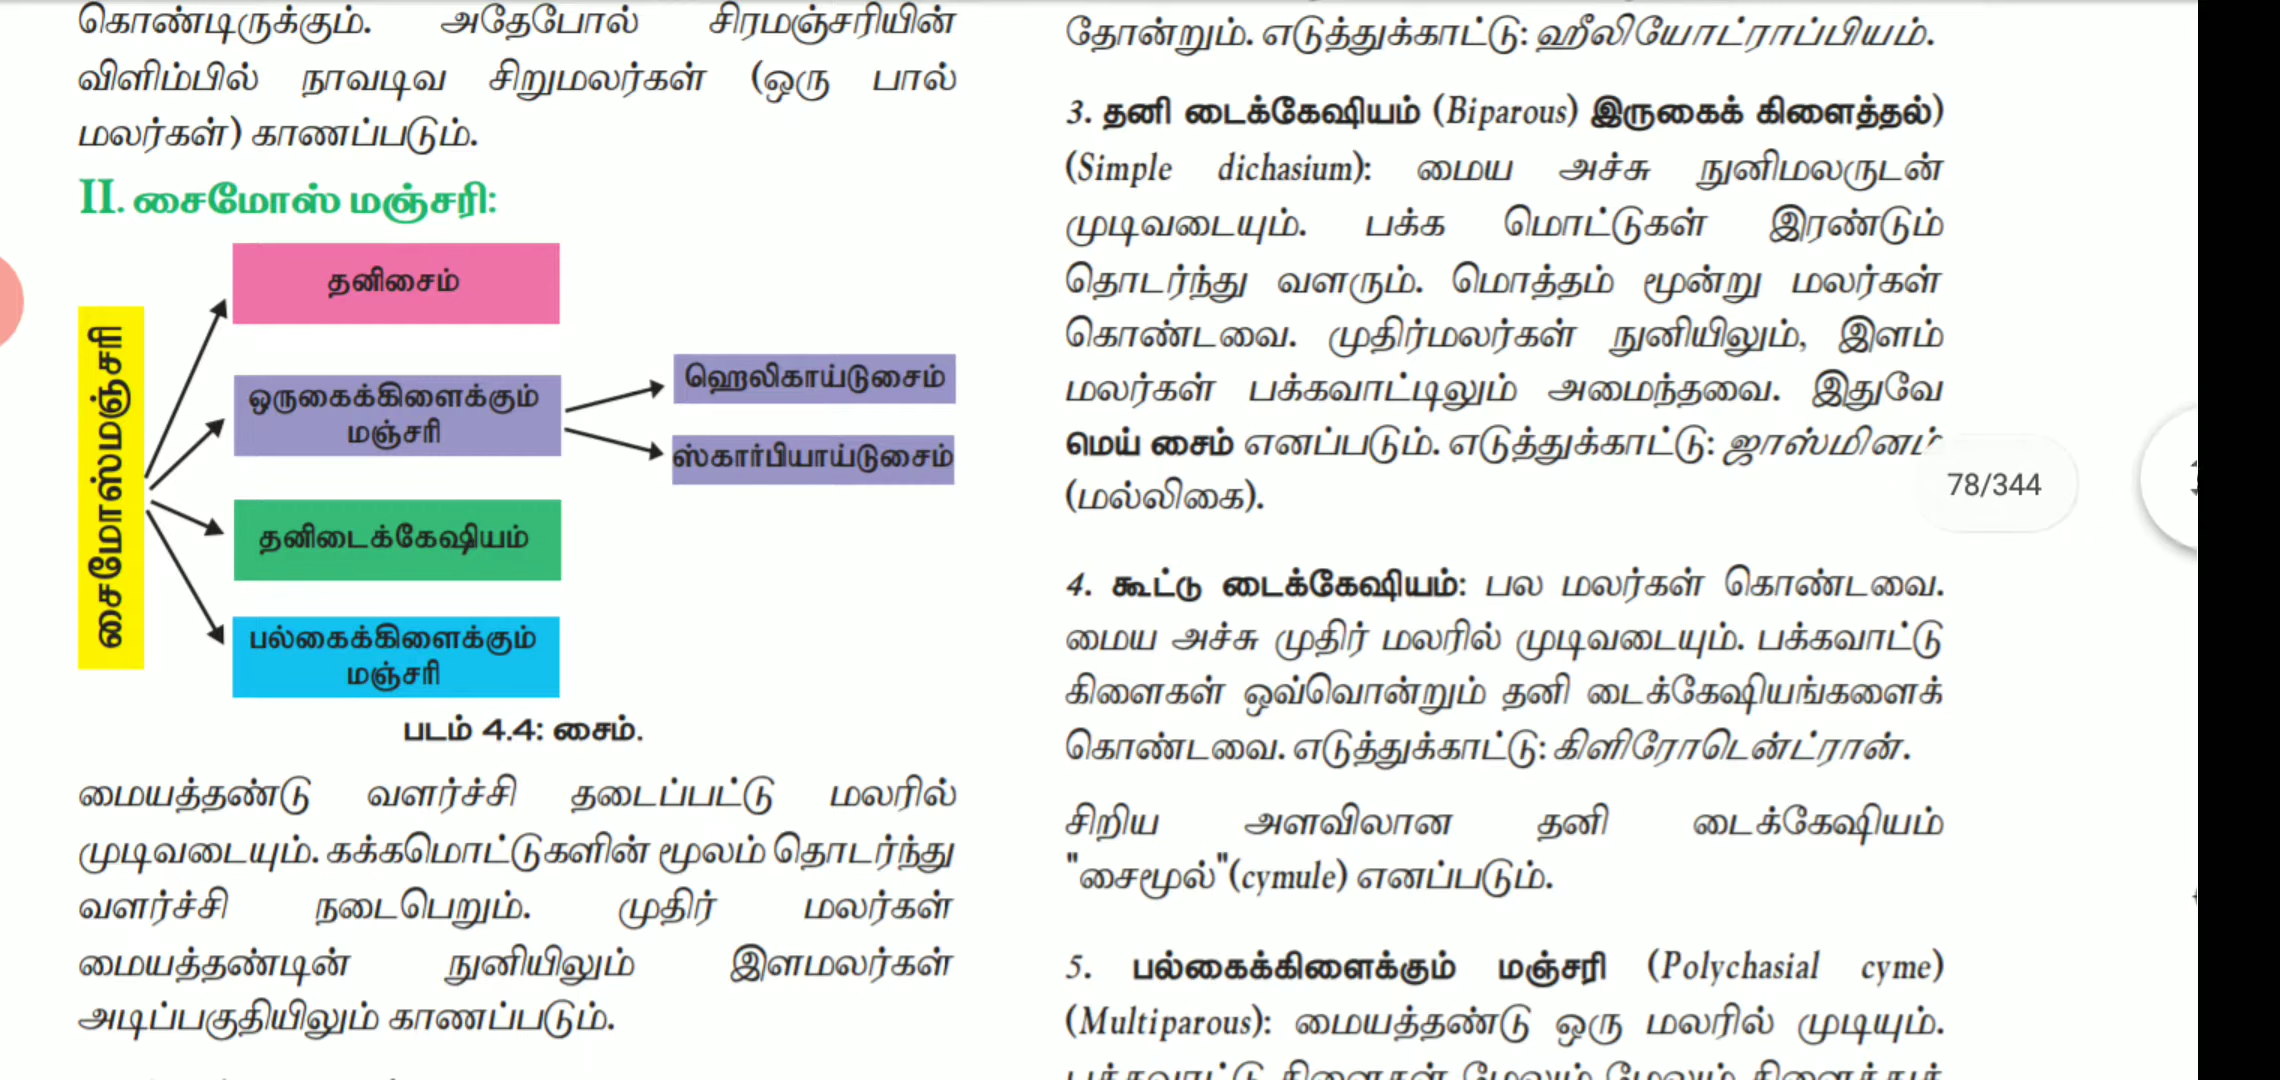 கொண்டிருக்கும். அதேபோல் சிரமஞ்சரியின்
விளிம்பில் நாவடிவ சிறுமலர்கள் (ஒரு பால்
மலர்கள்) காணப்படும்.
II. சைமோஸ் மஞ்சரி:
சைமோஸ்மஞ்சரி
தனிசைம்
ஒருகைக்கிளைக்கும்
மஞ்சரி
ஹெலிகாய்டுசைம்
ஸ்கார்பியாய்டுசைம்
தனிடைக்கேஷியம்
பல்கைக்கிளைக்கும்
மஞ்சரி
படம் 4.4: சைம்.
மையத்தண்டு வளர்ச்சி தடைப்பட்டு மலரில்
முடிவடையும். கக்கமொட்டுகளின் மூலம் தொடர்ந்து
வளர்ச்சி நடைபெறும். முதிர் மலர்கள்
மையத்தண்டின் நுனியிலும் இளமலர்கள்
அடிப்பகுதியிலும் காணப்படும்.
தோன்றும். எடுத்துக்காட்டு: ஹீலியோட்ராப்பியம்.
3. தனி டைக்கேஷியம் (Biparous) இருகைக் கிளைத்தல்)
(Simple dichasium): மைய அச்சு நுனிமலருடன்
முடிவடையும். பக்க மொட்டுகள் இரண்டும்
தொடர்ந்து வளரும். மொத்தம் மூன்று மலர்கள்
கொண்டவை. முதிர்மலர்கள் நுனியிலும், இளம்
மலர்கள் பக்கவாட்டிலும் அமைந்தவை. இதுவே
மெய் சைம் எனப்படும். எடுத்துக்காட்டு: ஜாஸ்மினம்
(மல்லிகை).
78/344
4. கூட்டு டைக்கேஷியம்: பல மலர்கள் கொண்டவை.
மைய அச்சு முதிர் மலரில் முடிவடையும். பக்கவாட்டு
கிளைகள் ஒவ்வொன்றும் தனி டைக்கேஷியங்களைக்
கொண்டவை. எடுத்துக்காட்டு: கிளிரோடென்ட்ரான்.
சிறிய அளவிலான தனி டைக்கேஷியம்
"சைமூல்"(cymule) எனப்படும்.
5. பல்கைக்கிளைக்கும் மஞ்சரி (Polychasial cyme)
(Multiparous): மையத்தண்டு ஒரு மலரில் முடியும்.